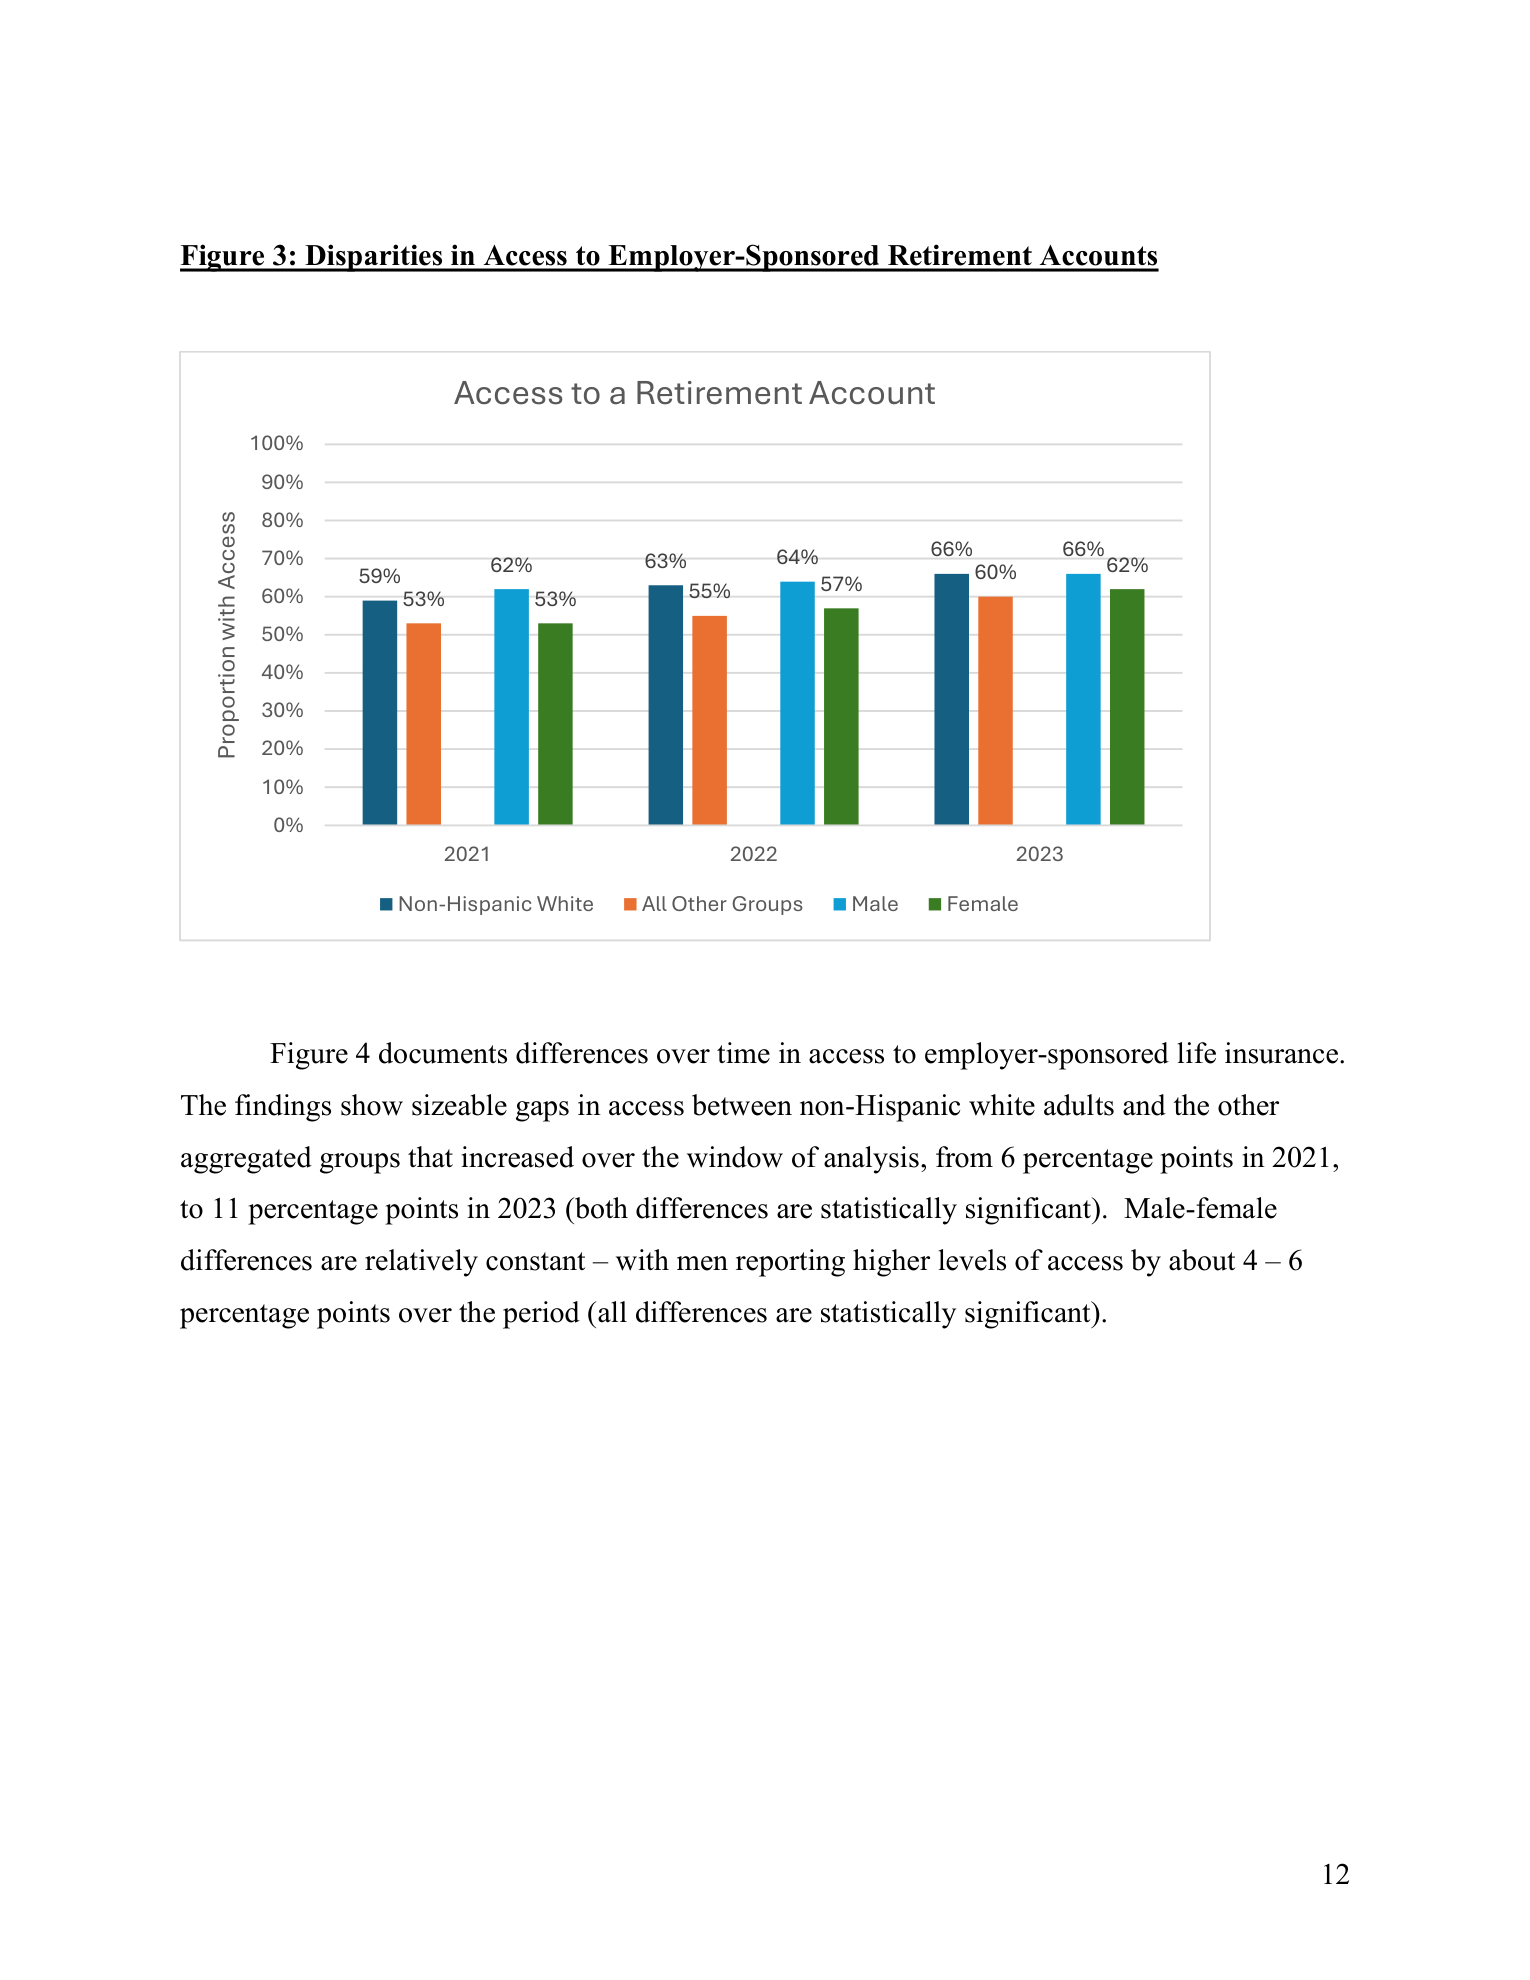 Figure 3: Disparities in Access to Employer-Sponsored Retirement Accounts
Access to a Retirement Account
Proportion with Access
100%
90%
80%
70%
60%
50%
40%
30%
20%
10%
0%
59%
53%
62%
53%
63%
55%
64%
57%
66%
60%
66%
62%
2021
2022
2023
Non-Hispanic White
All Other Groups
Male
Female
Figure 4 documents differences over time in access to employer-sponsored life insurance.
The findings show sizeable gaps in access between non-Hispanic white adults and the other
aggregated groups that increased over the window of analysis, from 6 percentage points in 2021,
to 11 percentage points in 2023 (both differences are statistically significant).  Male-female
differences are relatively constant – with men reporting higher levels of access by about 4 – 6
percentage points over the period (all differences are statistically significant).
12